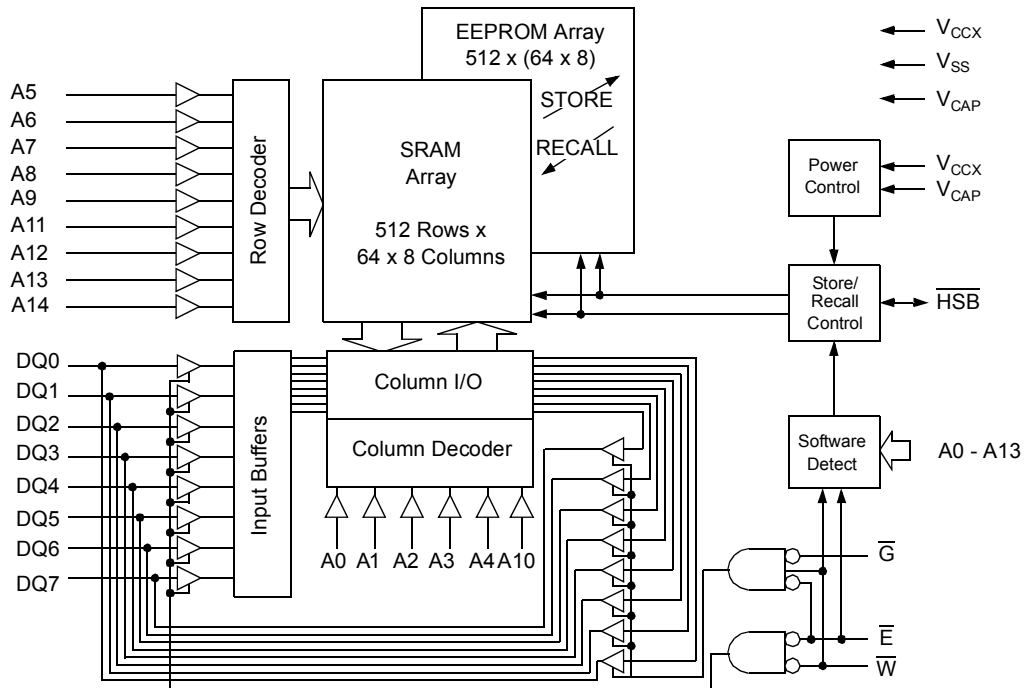 EEPROM Array
512 x (64 x 8)
STORE
RECALL
SRAM
Array
512 Rows x
64 x 8 Columns
A5
A6
A7
A8
A9
A11
A12
A13
A14
Row Decoder
V_CCX
V_SS
V_CAP
Power
Control
V_CCX
V_CAP
Store/
Recall
Control
H̅S̅B̅
DQ0
DQ1
DQ2
DQ3
DQ4
DQ5
DQ6
DQ7
Input Buffers
Column I/O
Column Decoder
A0 A1 A2 A3 A4 A10
Software
Detect
A0 - A13
G̅
E̅
W̅